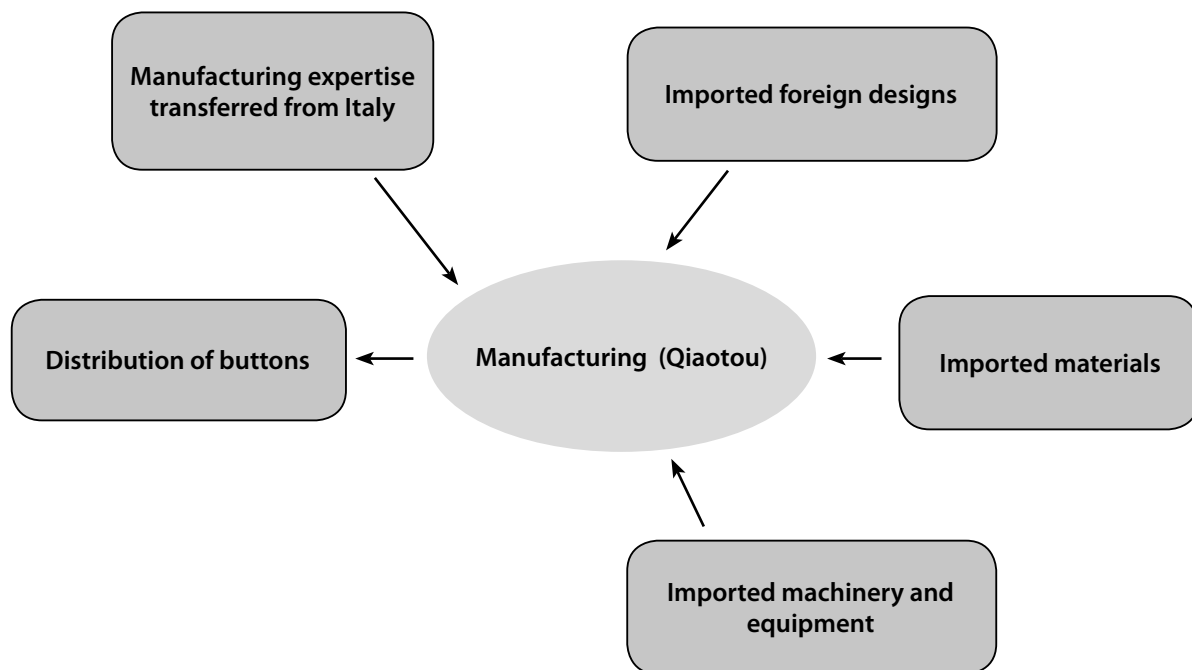 Manufacturing expertise
transferred from Italy
Imported foreign designs
Distribution of buttons
Manufacturing (Qiaotou)
Imported materials
Imported machinery and
equipment